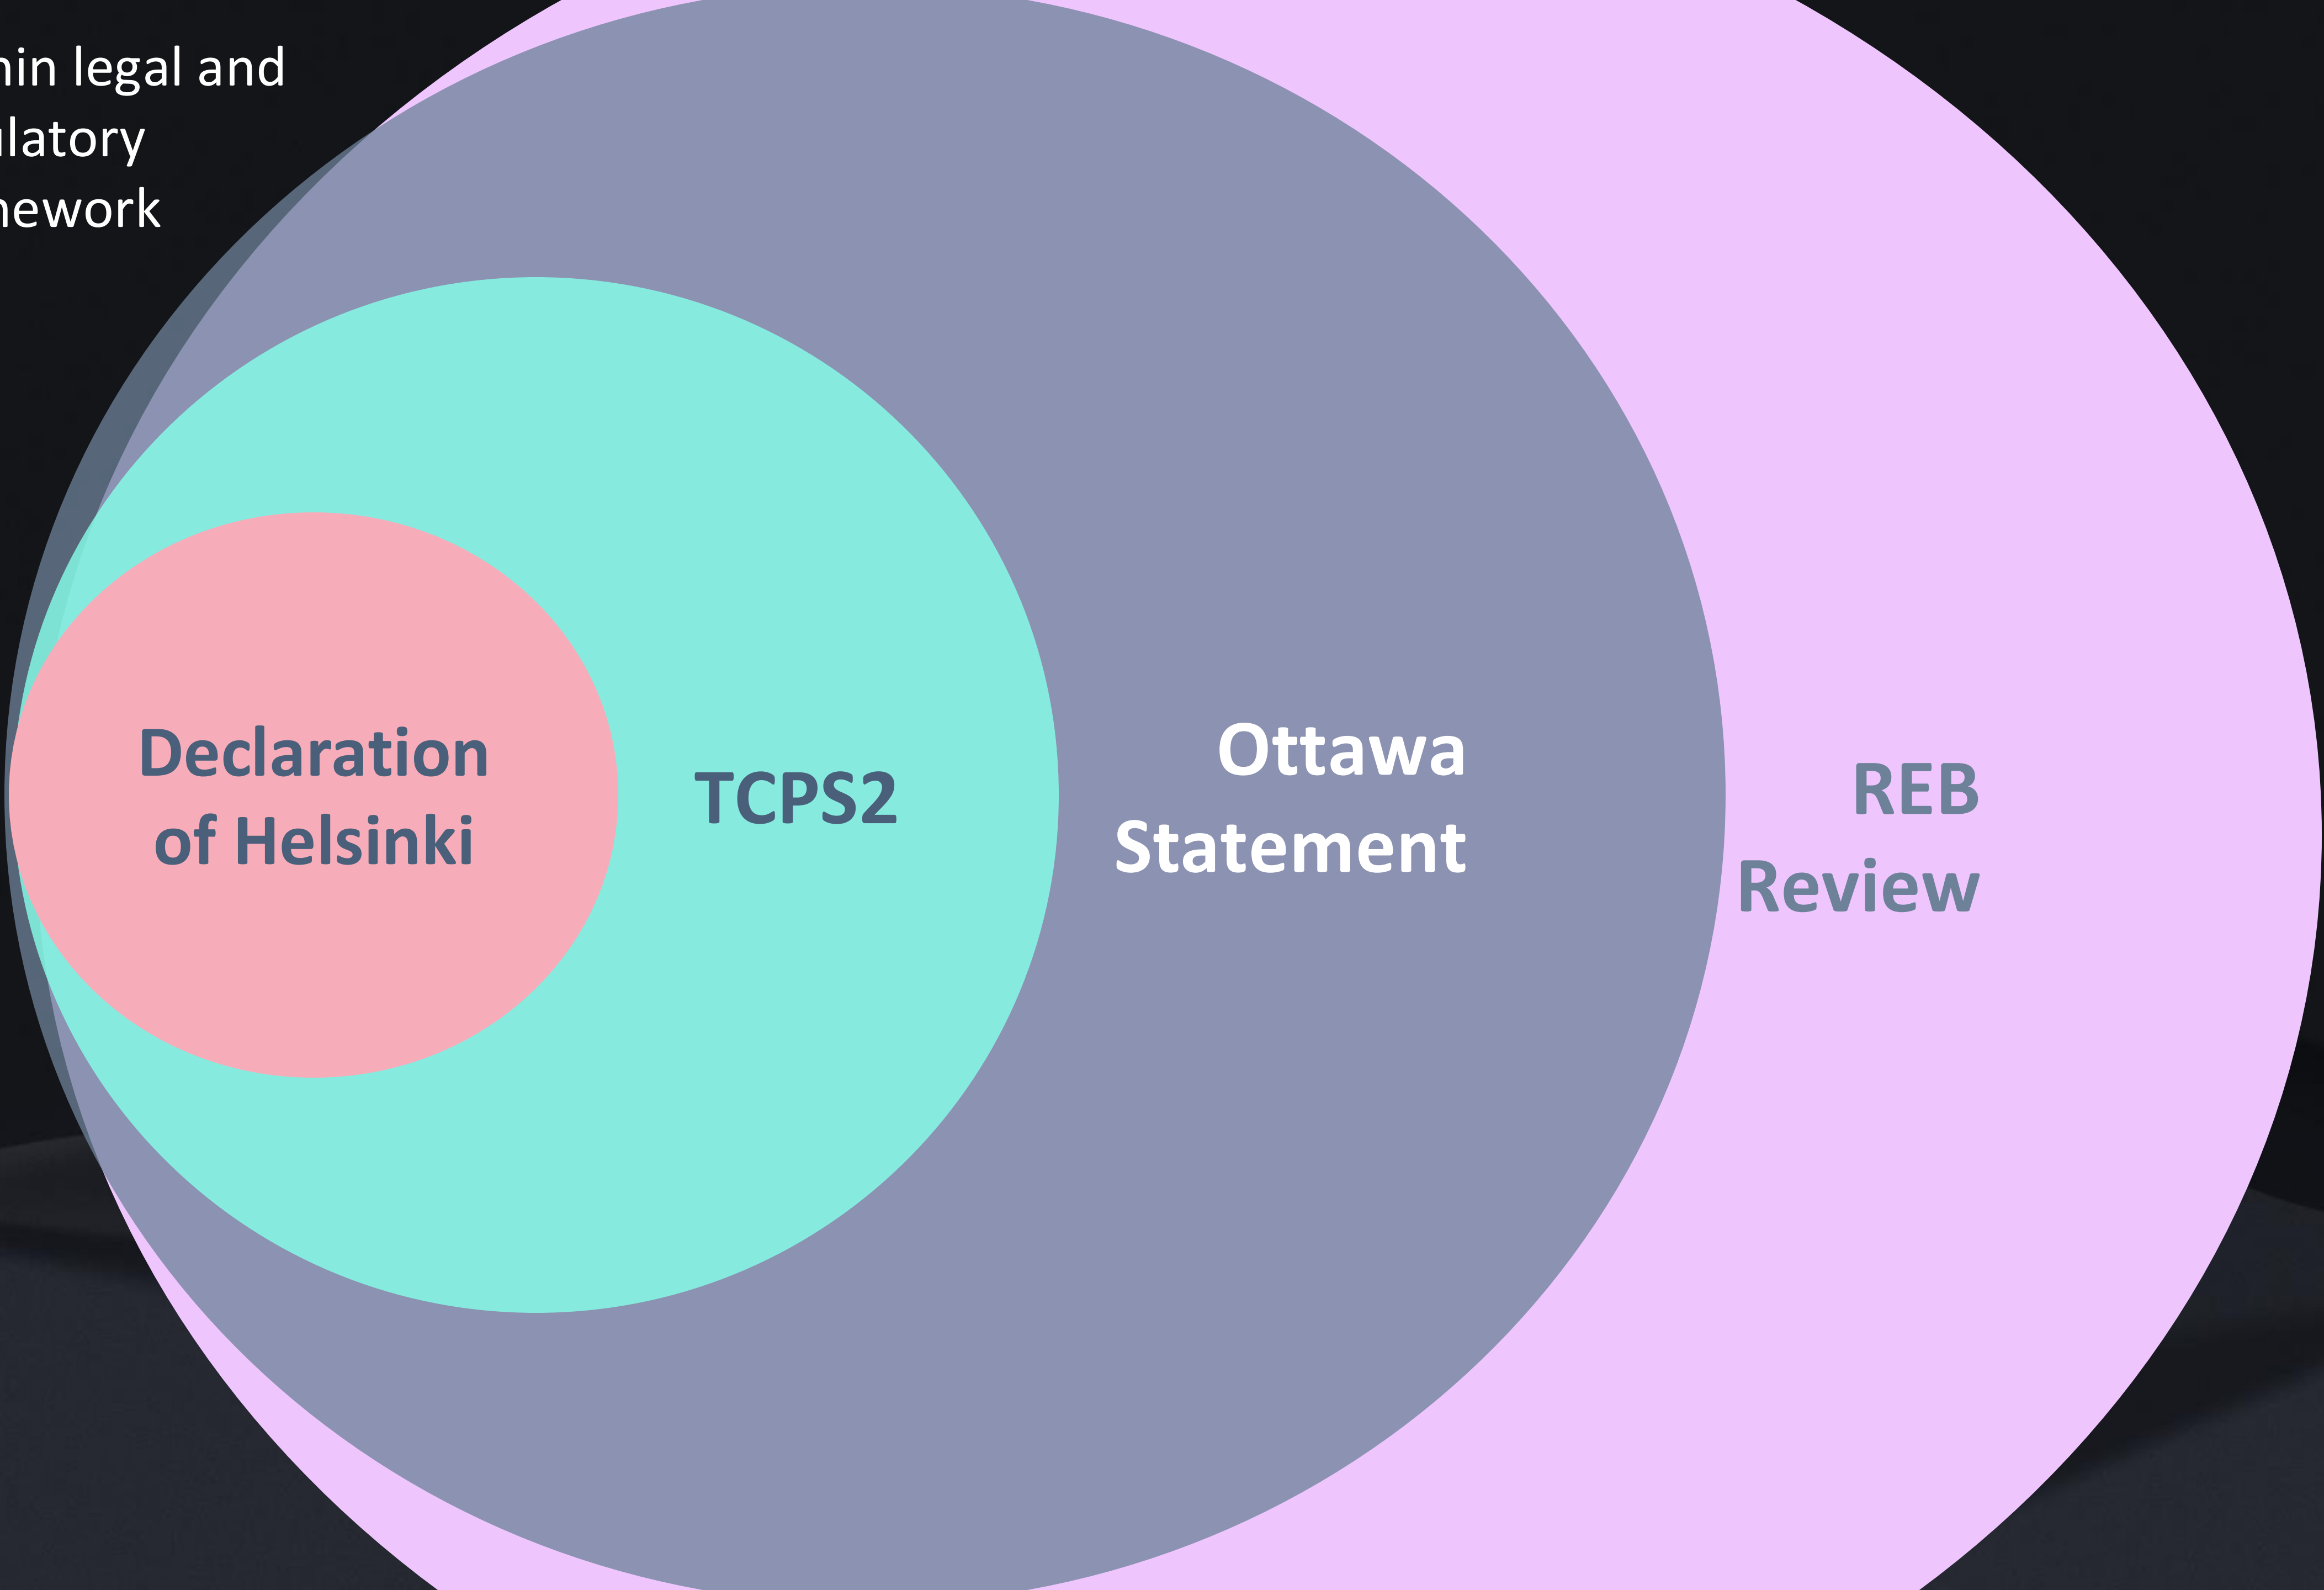 hin legal and
ulatory
nework
Declaration
of Helsinki
TCPS2
Ottawa
Statement
REB
Review